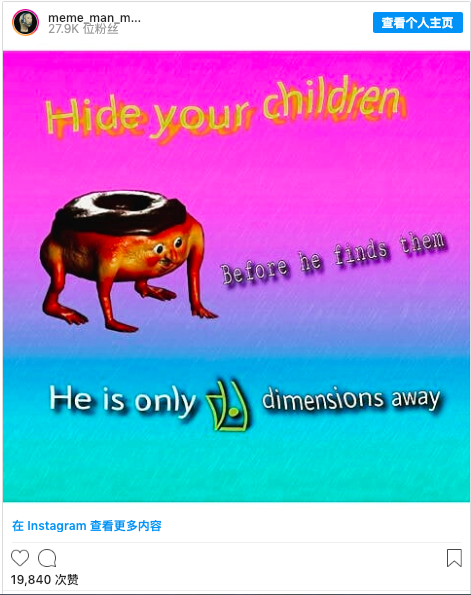 meme_man_m...
27.9K 位粉丝
查看个人主页
Hide your children
Before he finds them
He is only dimensions away
在 Instagram 查看更多内容
19,840 次赞